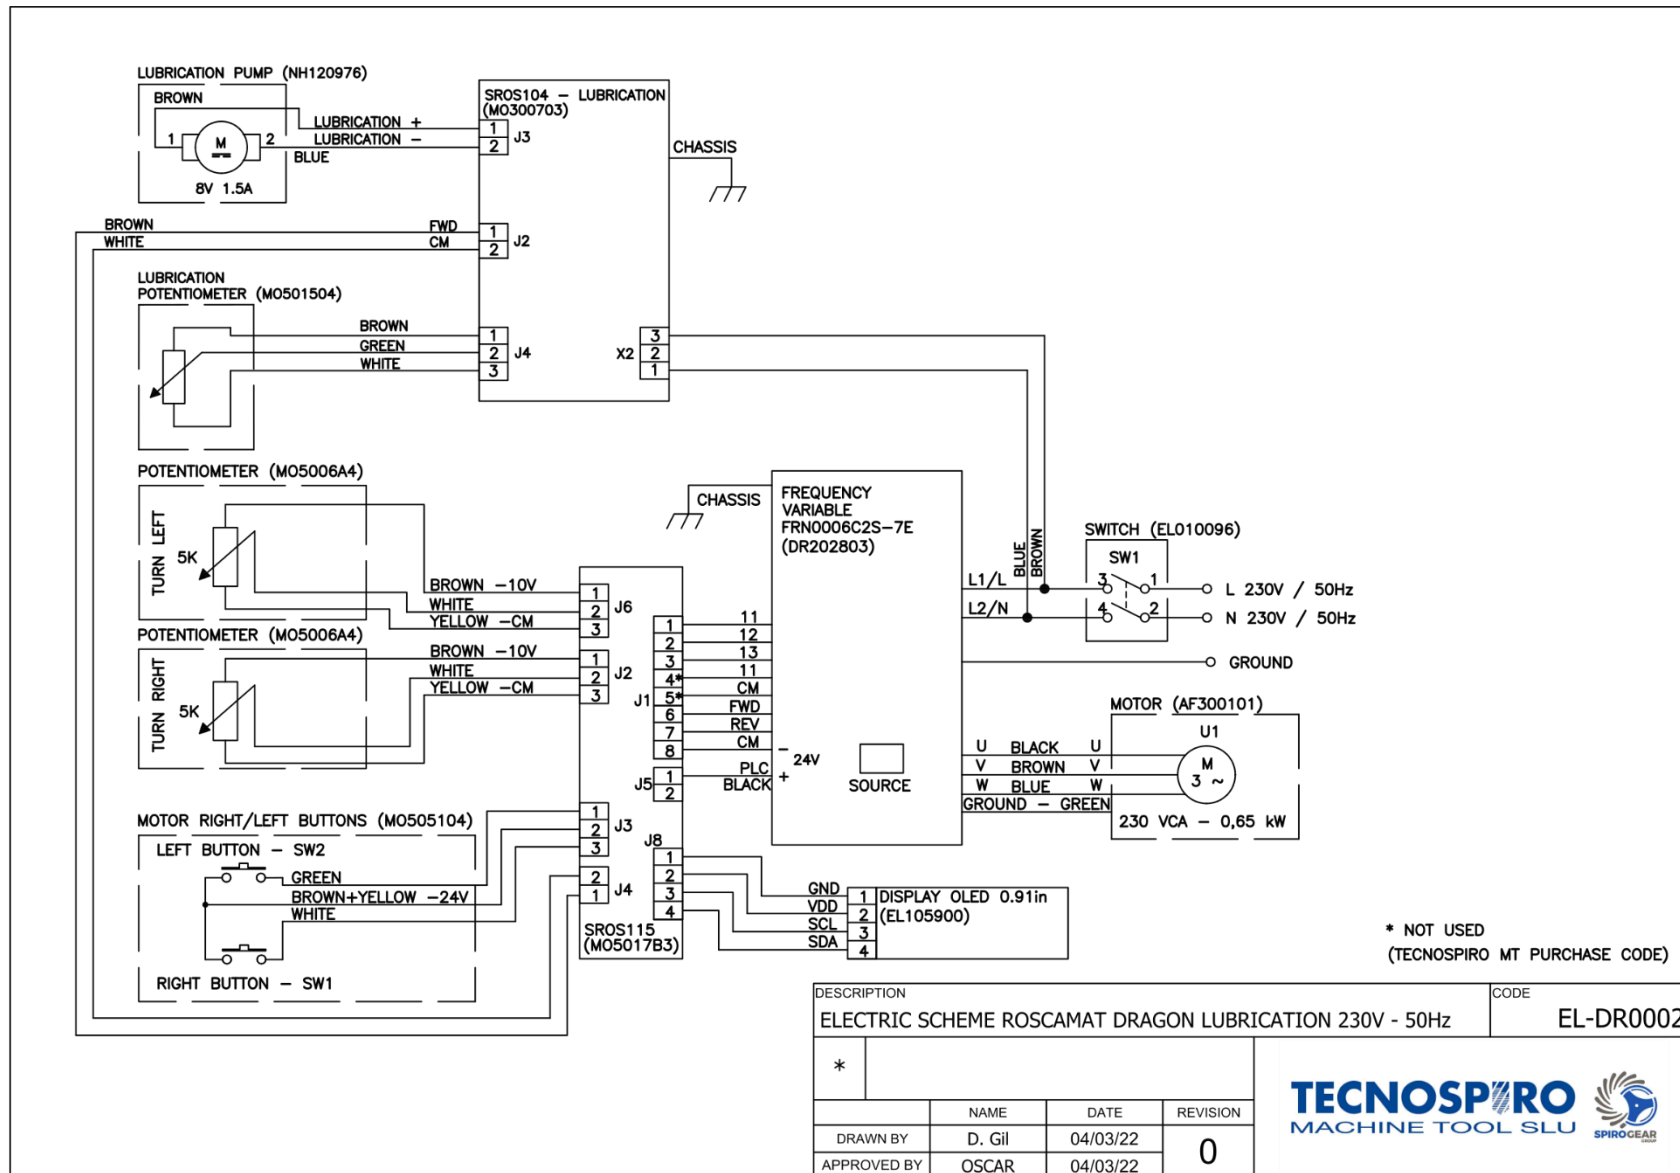 LUBRICATION PUMP (NH120976)
BROWN
LUBRICATION +
LUBRICATION −
1
M
2
BLUE
8V 1.5A
SROS104 − LUBRICATION
(MO300703)
1
2
J3
CHASSIS
BROWN
WHITE
FWD
CM
1
2
J2
LUBRICATION
POTENTIOMETER (MO501504)
BROWN
GREEN
WHITE
1
2
3
J4
X2
3
2
1
POTENTIOMETER (MO5006A4)
TURN LEFT
5K
BROWN −10V
WHITE
YELLOW −CM
1
2
3
J6
POTENTIOMETER (MO5006A4)
TURN RIGHT
5K
BROWN −10V
WHITE
YELLOW −CM
1
2
3
J2
MOTOR RIGHT/LEFT BUTTONS (MO505104)
LEFT BUTTON − SW2
GREEN
BROWN+YELLOW −24V
WHITE
RIGHT BUTTON − SW1
1
2
3
J3
2
1
J4
J1
1
2
3
4*
5*
6
7
8
J5
1
2
J8
1
2
3
4
SROS115
(MO5017B3)
11
12
13
11
CM
FWD
REV
CM
PLC
BLACK
CHASSIS
FREQUENCY
VARIABLE
FRN0006C2S−7E
(DR202803)
−
24V
+
SOURCE
L1/L
L2/N
BLUE
BROWN
SWITCH (EL010096)
SW1
3
1
4
2
L 230V / 50Hz
N 230V / 50Hz
GROUND
MOTOR (AF300101)
U1
U BLACK U
V BROWN V
W BLUE W
GROUND − GREEN
M
3 ~
230 VCA − 0,65 kW
GND
VDD
SCL
SDA
1
2
3
4
DISPLAY OLED 0.91in
(EL105900)
* NOT USED
(TECNOSPIRO MT PURCHASE CODE)
DESCRIPTION
ELECTRIC SCHEME ROSCAMAT DRAGON LUBRICATION 230V - 50Hz
CODE
EL-DR0002
*
NAME DATE REVISION
DRAWN BY D. Gil 04/03/22
0
APPROVED BY OSCAR 04/03/22
TECNOSPIRO
MACHINE TOOL SLU
SPIROGEAR
GROUP